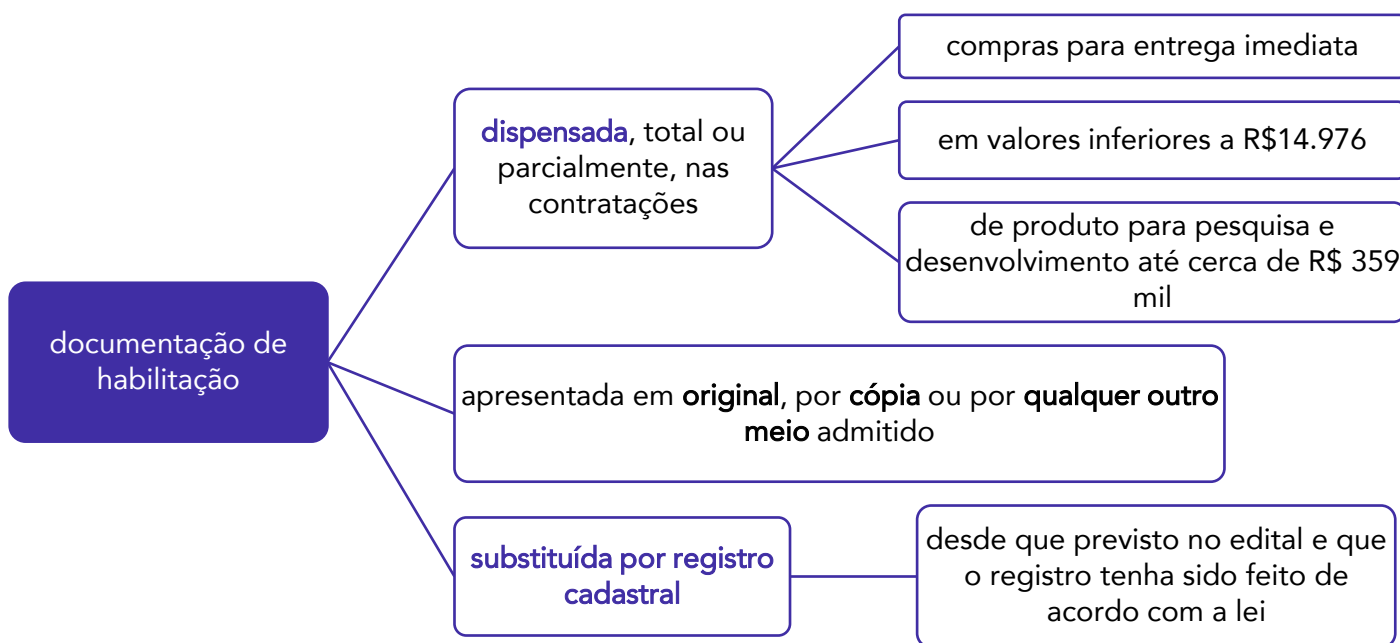 documentação de
habilitação
dispensada, total ou
parcialmente, nas
contratações
compras para entrega imediata
em valores inferiores a R$14.976
de produto para pesquisa e
desenvolvimento até cerca de R$ 359
mil
apresentada em original, por cópia ou por qualquer outro
meio admitido
substituída por registro
cadastral
desde que previsto no edital e que
o registro tenha sido feito de
acordo com a lei